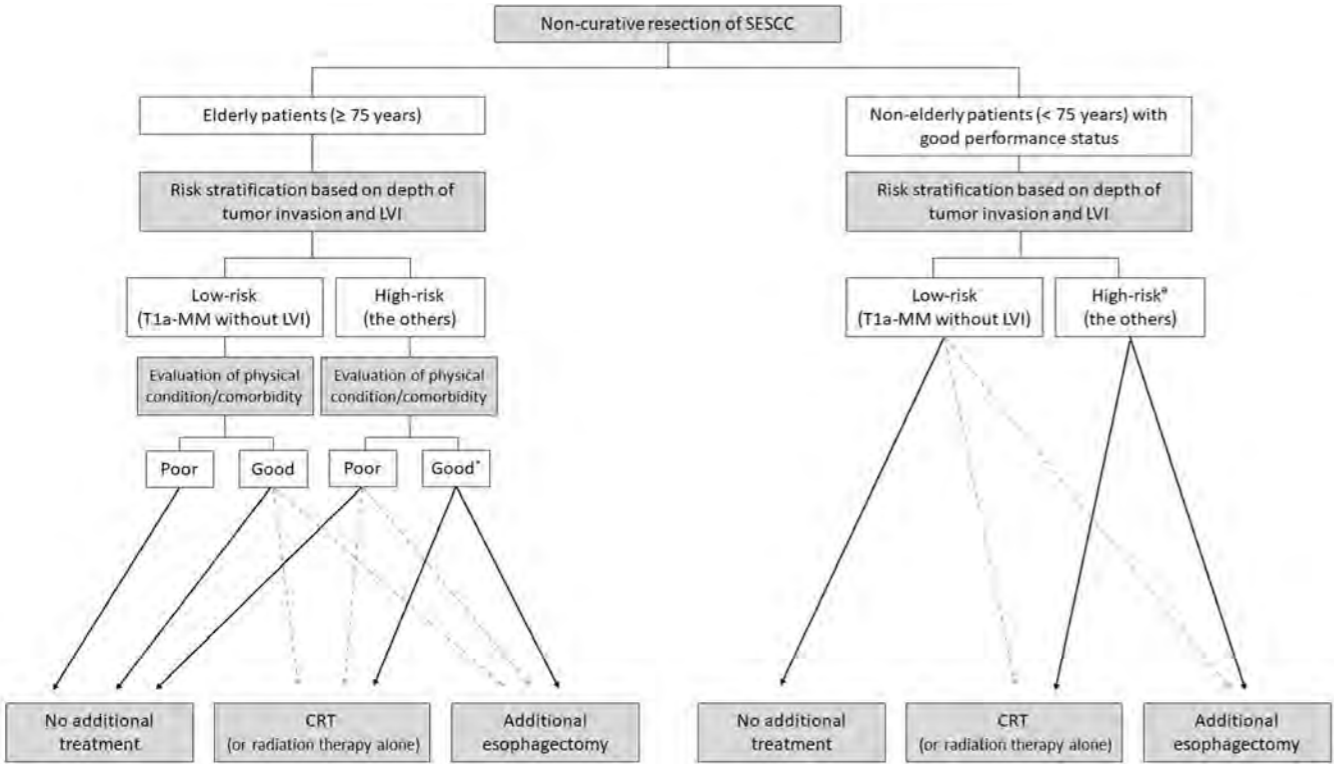 Non-curative resection of SESCC
Elderly patients (≥ 75 years)
Non-elderly patients (< 75 years) with
good performance status
Risk stratification based on depth of
tumor invasion and LVI
Risk stratification based on depth of
tumor invasion and LVI
Low-risk
(T1a-MM without LVI)
High-risk
(the others)
Low-risk
(T1a-MM without LVI)
High-risk
(the others)
Evaluation of physical
condition/comorbidity
Evaluation of physical
condition/comorbidity
Poor
Good
Poor
Good*
No additional
treatment
CRT
(or radiation therapy alone)
Additional
esophagectomy
No additional
treatment
CRT
(or radiation therapy alone)
Additional
esophagectomy